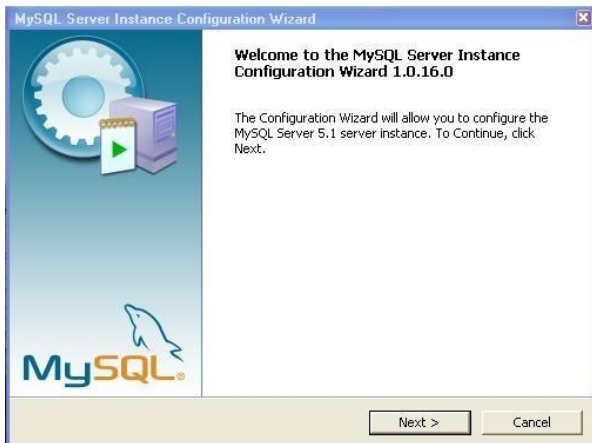 MySQL Server Instance Configuration Wizard
Welcome to the MySQL Server Instance
Configuration Wizard 1.0.16.0
The Configuration Wizard will allow you to configure the
MySQL Server 5.1 server instance. To Continue, click
Next.
MySQL®
Next >
Cancel